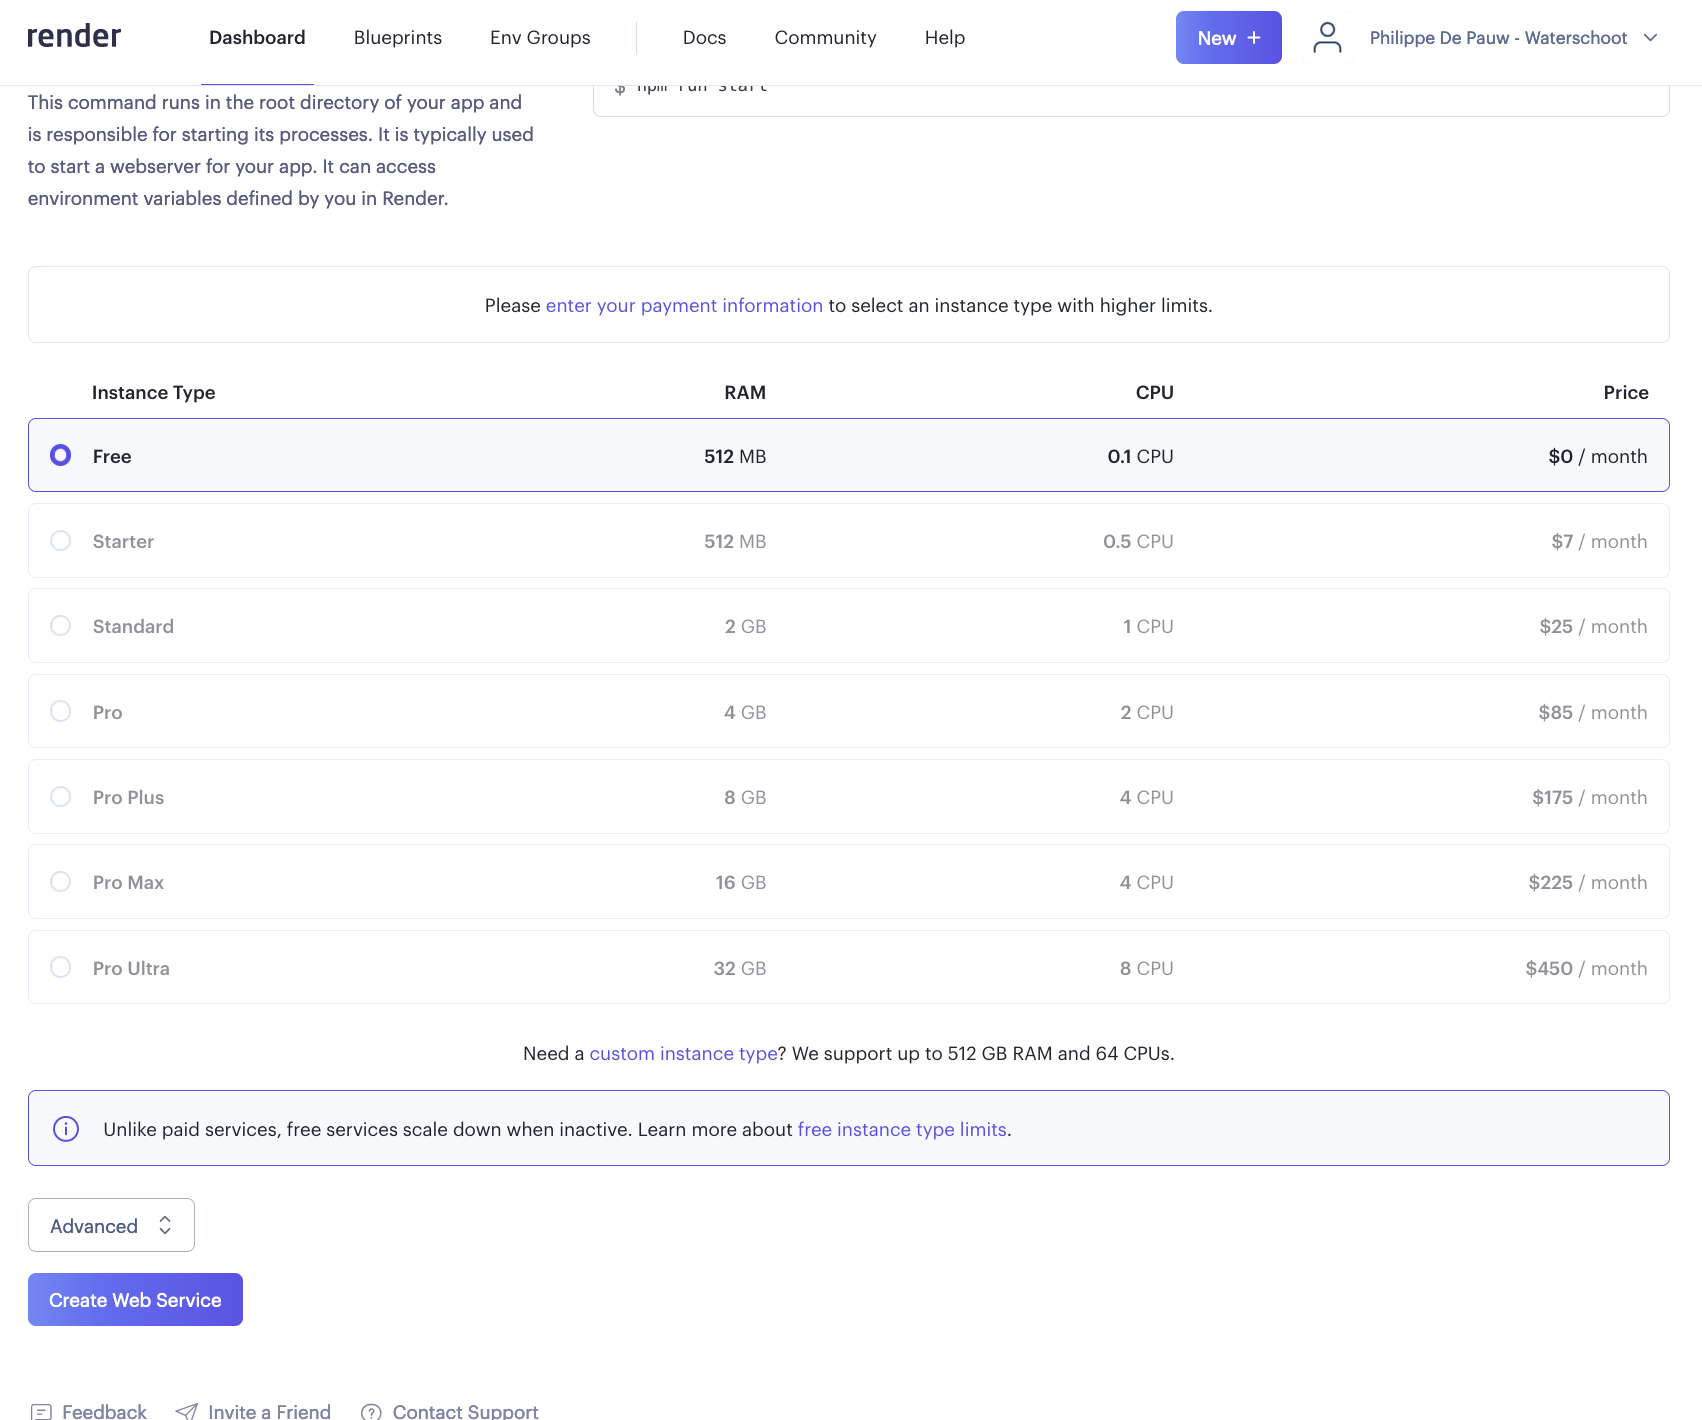 render Dashboard Blueprints Env Groups Docs Community Help New + Philippe De Pauw - Waterschoot
$ npm run start
This command runs in the root directory of your app and
is responsible for starting its processes. It is typically used
to start a webserver for your app. It can access
environment variables defined by you in Render.
Please enter your payment information to select an instance type with higher limits.
Instance Type RAM CPU Price
Free 512 MB 0.1 CPU $0 / month
Starter 512 MB 0.5 CPU $7 / month
Standard 2 GB 1 CPU $25 / month
Pro 4 GB 2 CPU $85 / month
Pro Plus 8 GB 4 CPU $175 / month
Pro Max 16 GB 4 CPU $225 / month
Pro Ultra 32 GB 8 CPU $450 / month
Need a custom instance type? We support up to 512 GB RAM and 64 CPUs.
Unlike paid services, free services scale down when inactive. Learn more about free instance type limits.
Advanced
Create Web Service
Feedback Invite a Friend Contact Support